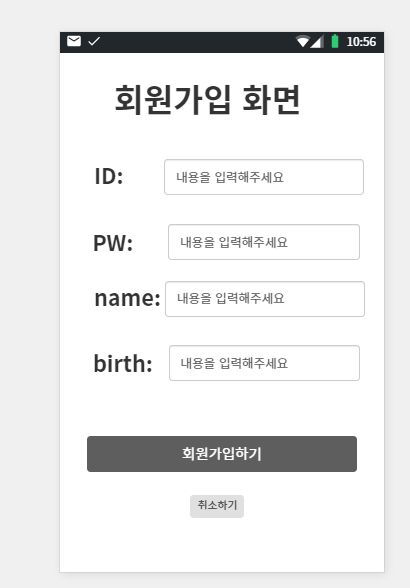 10:56
회원가입 화면
ID: 내용을 입력해주세요
PW: 내용을 입력해주세요
name: 내용을 입력해주세요
birth: 내용을 입력해주세요
회원가입하기
취소하기